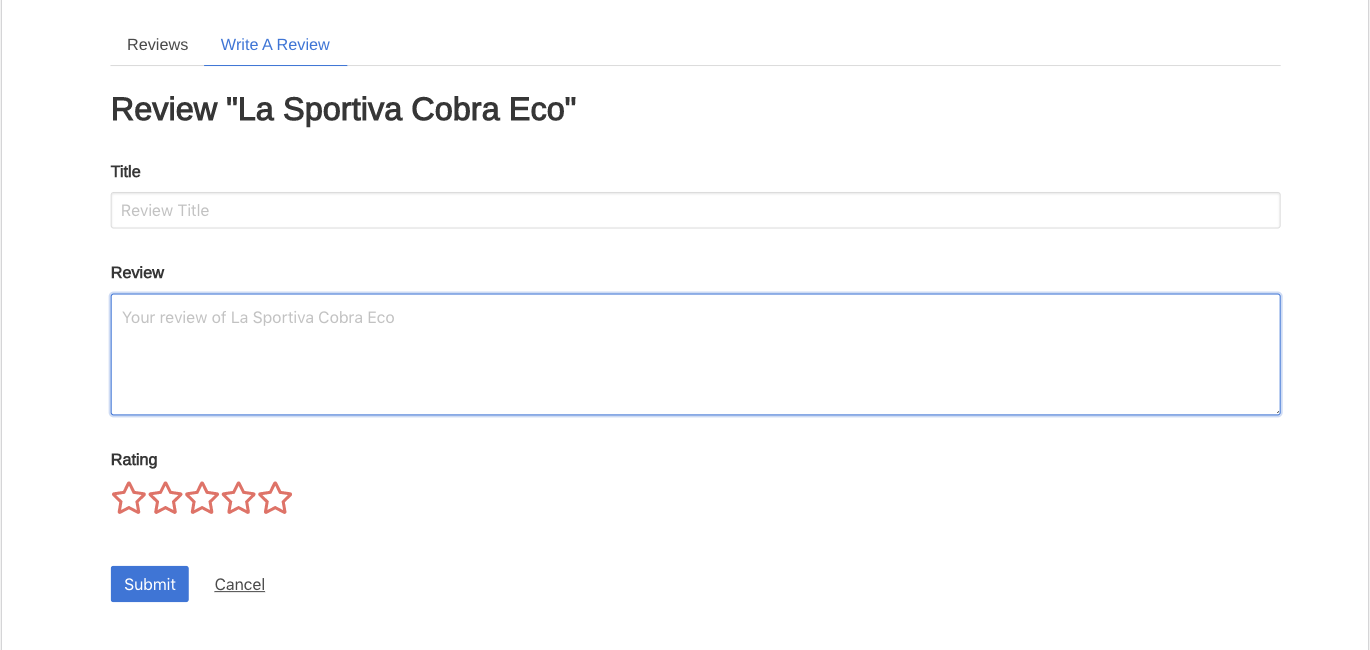 Reviews Write A Review
Review "La Sportiva Cobra Eco"
Title
Review Title
Review
Your review of La Sportiva Cobra Eco
Rating
Submit Cancel